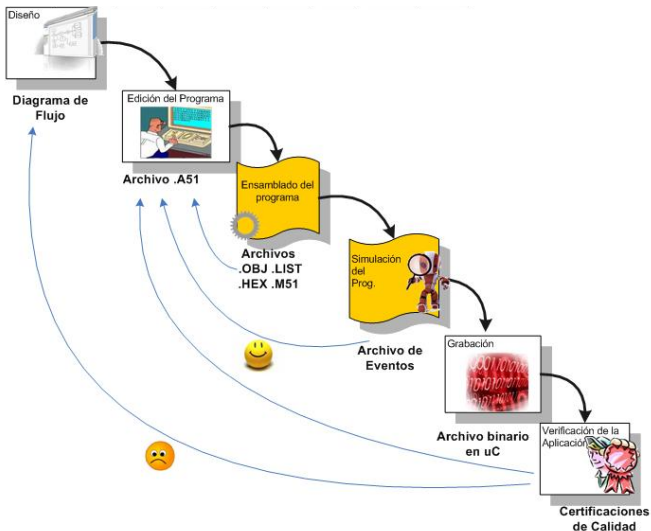 Diseño
Diagrama de
Flujo
Edición del Programa
Archivo .A51
Ensamblado del
programa
Archivos
.OBJ .LIST
.HEX .M51
Simulación
del
Prog.
Archivo de
Eventos
Grabación
Archivo binario
en uC
Verificación de la
Aplicación
Certificaciones
de Calidad